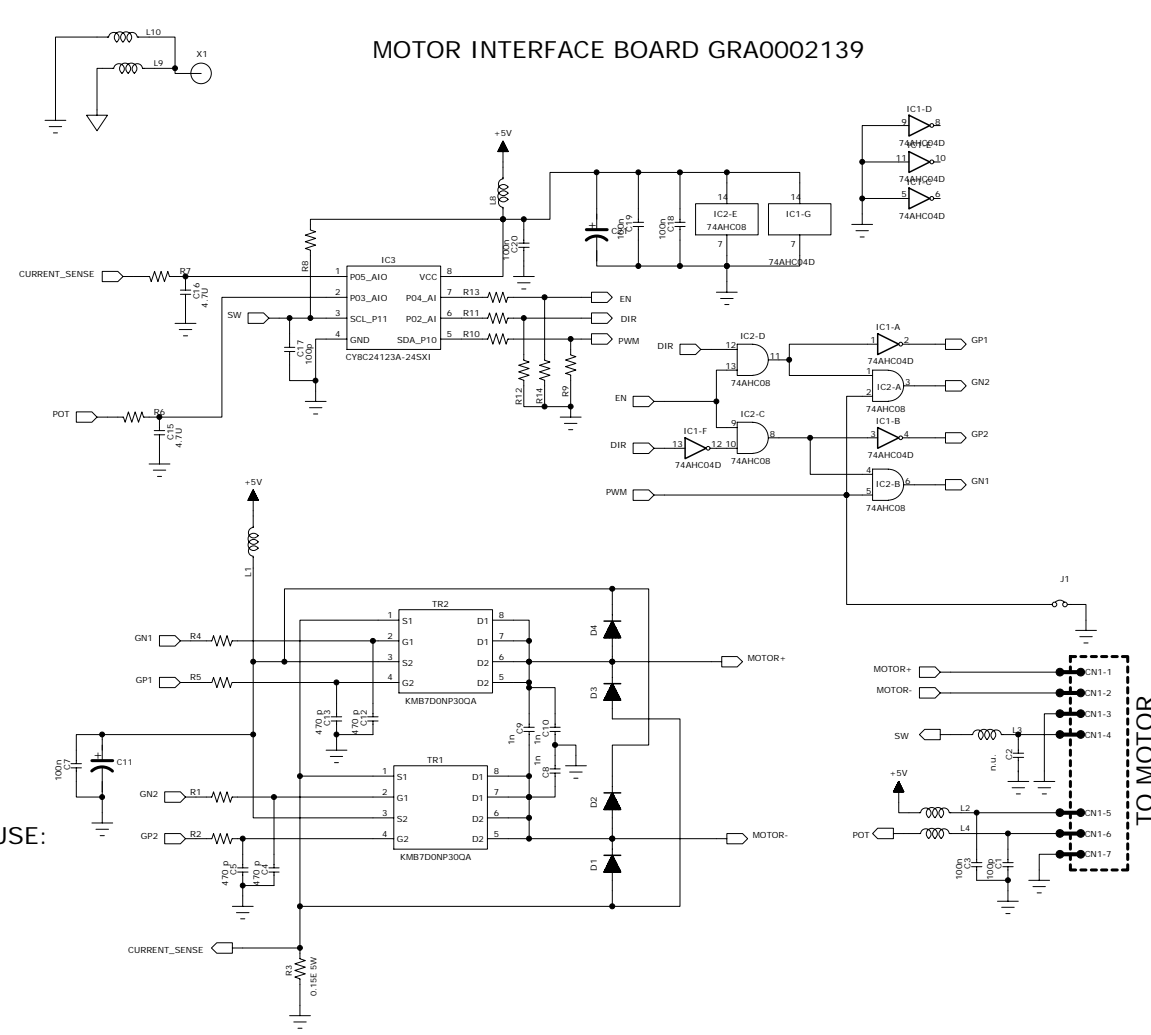 MOTOR INTERFACE BOARD GRA0002139
L10
X1
L9
+5V
L8
IC1-D
9
8
74AHC04D
IC1-E
11
10
74AHC04D
IC1-C
5
6
74AHC04D
14
IC2-E
74AHC08
7
14
IC1-G
7
74AHC04D
100n
C19
100n
C18
100n
C20
R8
CURRENT_SENSE
R7
C16
4.7U
SW
C17
100p
IC3
1
P05_AIO
VCC
8
2
P03_AIO
P04_AI
7
3
SCL_P11
P02_AI
6
4
GND
SDA_P10
5
CY8C24123A-24SXI
R13
EN
R11
DIR
R10
PWM
R12
R14
R9
POT
R6
C15
4.7U
DIR
12
13
IC2-D
11
74AHC08
IC1-A
1
2
74AHC04D
GP1
1
2
IC2-A
3
74AHC08
GN2
EN
9
10
IC2-C
8
74AHC08
DIR
13
IC1-F
12
74AHC04D
IC1-B
3
4
74AHC04D
GP2
4
5
IC2-B
6
74AHC08
GN1
PWM
J1
+5V
L1
TR2
1
S1
D1
8
2
G1
D1
7
3
S2
D2
6
4
G2
D2
5
KMB7D0NP30QA
GN1
R4
GP1
R5
470 p
C13
470 p
C12
1n
C9
C10
1n
C8
D4
D3
MOTOR+
TR1
1
S1
D1
8
2
G1
D1
7
3
S2
D2
6
4
G2
D2
5
KMB7D0NP30QA
100n
C7
C11
GN2
R1
GP2
R2
470 p
C5
470 p
C4
D2
D1
MOTOR-
USE:
CURRENT_SENSE
R3
0.15E 5W
MOTOR+
CN1-1
MOTOR-
CN1-2
CN1-3
SW
L3
CN1-4
n.u.
C2
+5V
L2
CN1-5
POT
L4
CN1-6
CN1-7
100n
C3
100p
C1
TO MOTOR